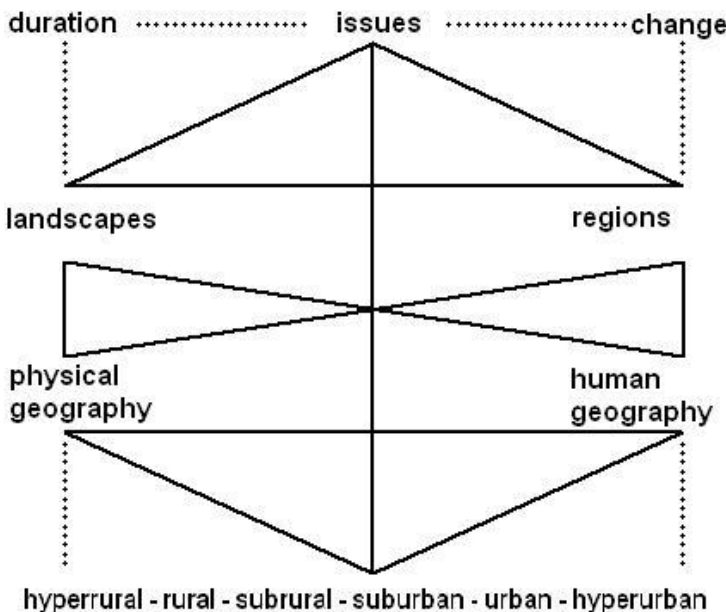 duration issues change
landscapes regions
physical geography
human geography
hyperrural - rural - subrural - suburban - urban - hyperurban